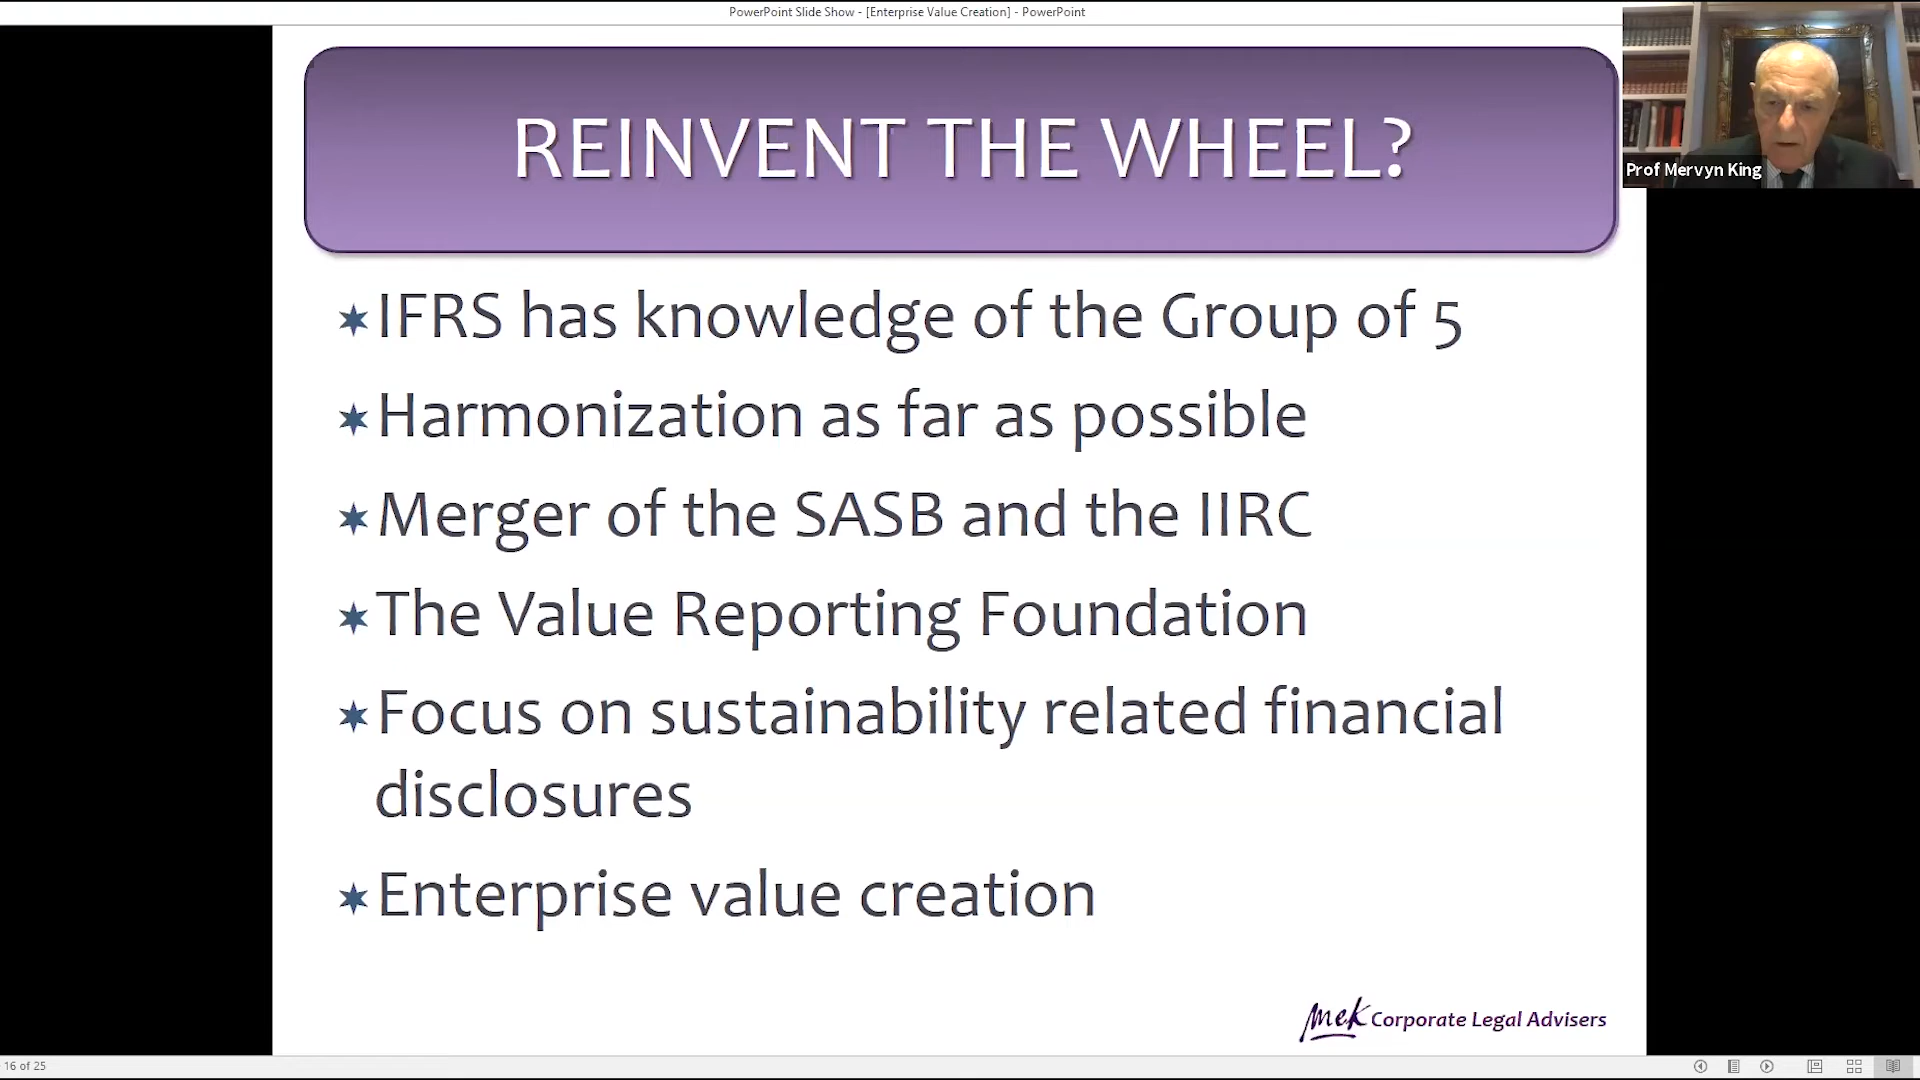 PowerPoint Slide Show - [Enterprise Value Creation] - PowerPoint
REINVENT THE WHEEL?
Prof Mervyn King
IFRS has knowledge of the Group of 5
Harmonization as far as possible
Merger of the SASB and the IIRC
The Value Reporting Foundation
Focus on sustainability related financial
disclosures
Enterprise value creation
mek Corporate Legal Advisers
16 of 25